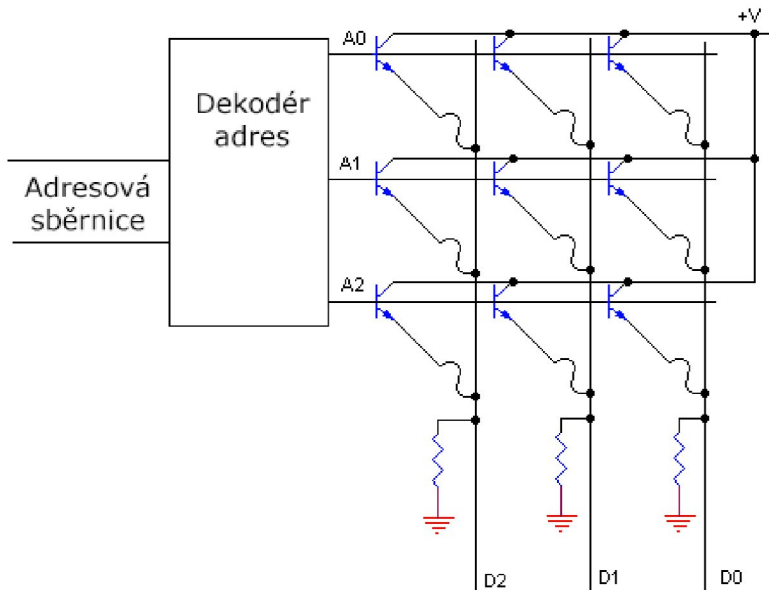 +V
A0
Dekodér
adres
A1
Adresová
sběrnice
A2
D2
D1
D0